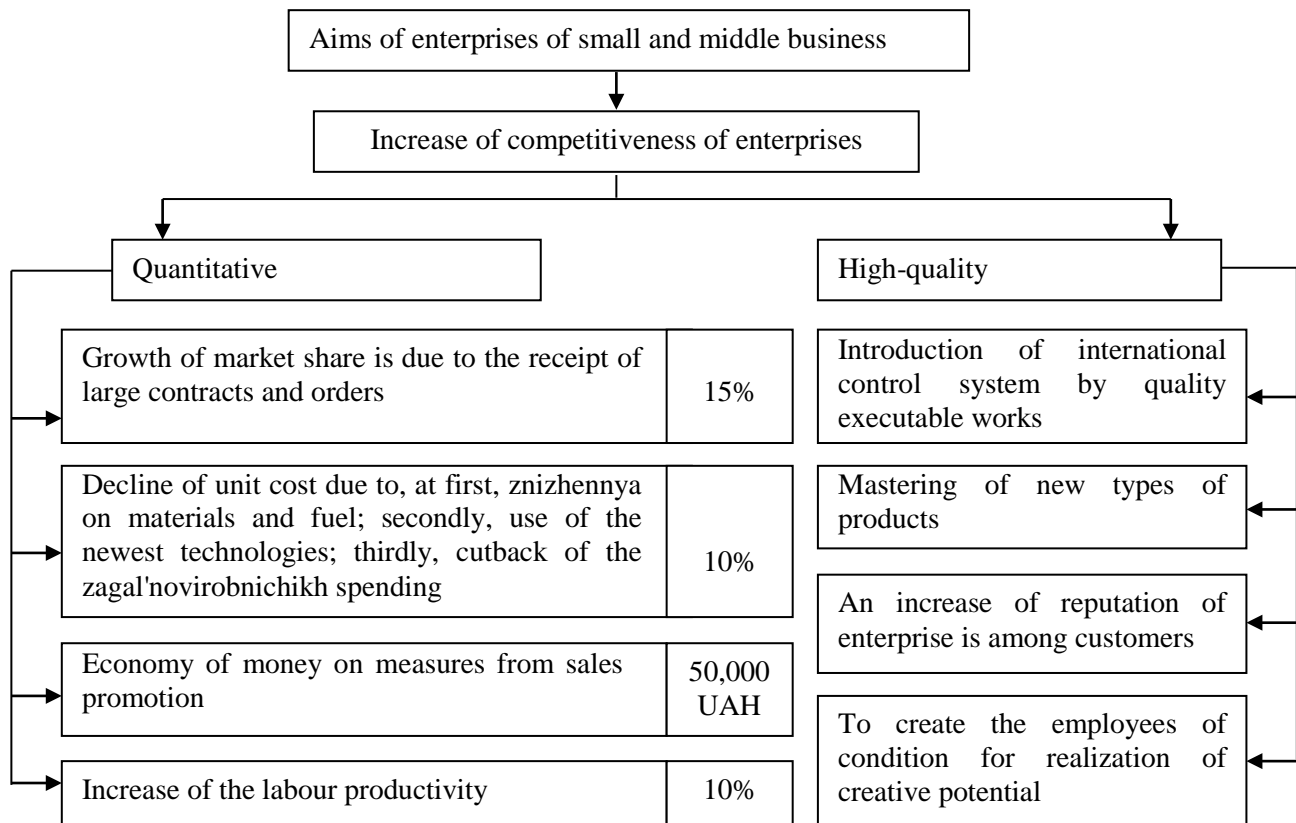 Aims of enterprises of small and middle business
Increase of competitiveness of enterprises
Quantitative
High-quality
Growth of market share is due to the receipt of
large contracts and orders
15%
Decline of unit cost due to, at first, znizhennya
on materials and fuel; secondly, use of the
newest technologies; thirdly, cutback of the
zagal'novirobnichikh spending
10%
Economy of money on measures from sales
promotion
50,000
UAH
Increase of the labour productivity
10%
Introduction of international
control system by quality
executable works
Mastering of new types of
products
An increase of reputation of
enterprise is among customers
To create the employees of
condition for realization of
creative potential